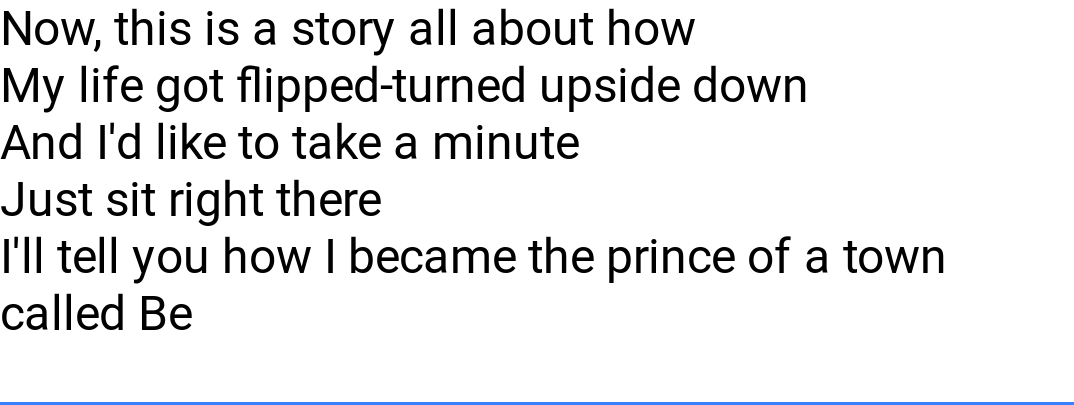 Now, this is a story all about how
My life got flipped-turned upside down
And I'd like to take a minute
Just sit right there
I'll tell you how I became the prince of a town
called Be